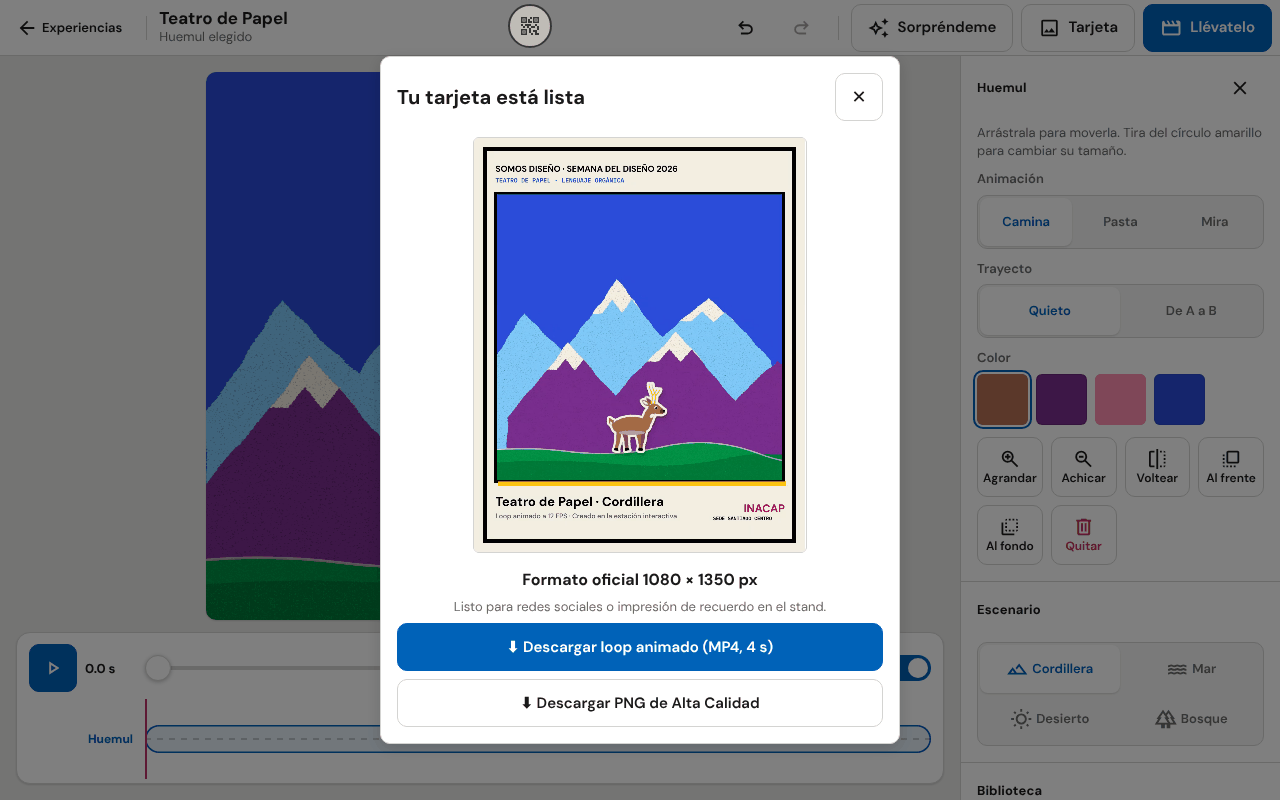 Experiencias
Teatro de Papel
Huemul elegido
Sorpréndeme
Tarjeta
Llévatelo
Tu tarjeta está lista
SOMOS DISEÑO · SEMANA DEL DISEÑO 2026
TEATRO DE PAPEL · LENGUAJE ORGÁNICO
Teatro de Papel · Cordillera
Loop animado a 12 FPS · Creado en la estación interactiva
INACAP
SEDE SANTIAGO CENTRO
Formato oficial 1080 × 1350 px
Listo para redes sociales o impresión de recuerdo en el stand.
⬇ Descargar loop animado (MP4, 4 s)
⬇ Descargar PNG de Alta Calidad
0.0 s
Huemul
Huemul
Arrástrala para moverla. Tira del círculo amarillo
para cambiar su tamaño.
Animación
Camina
Pasta
Mira
Trayecto
Quieto
De A a B
Color
Agrandar
Achicar
Voltear
Al frente
Al fondo
Quitar
Escenario
Cordillera
Mar
Desierto
Bosque
Biblioteca